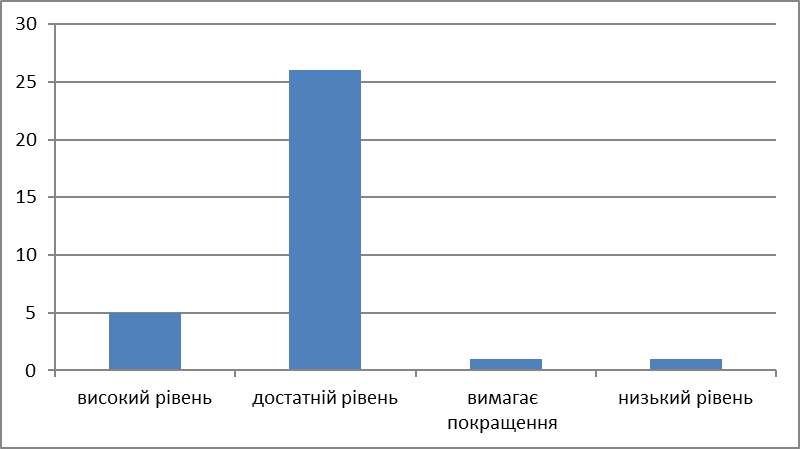 30
25
20
15
10
5
0
високий рівень
достатній рівень
вимагає
покращення
низький рівень